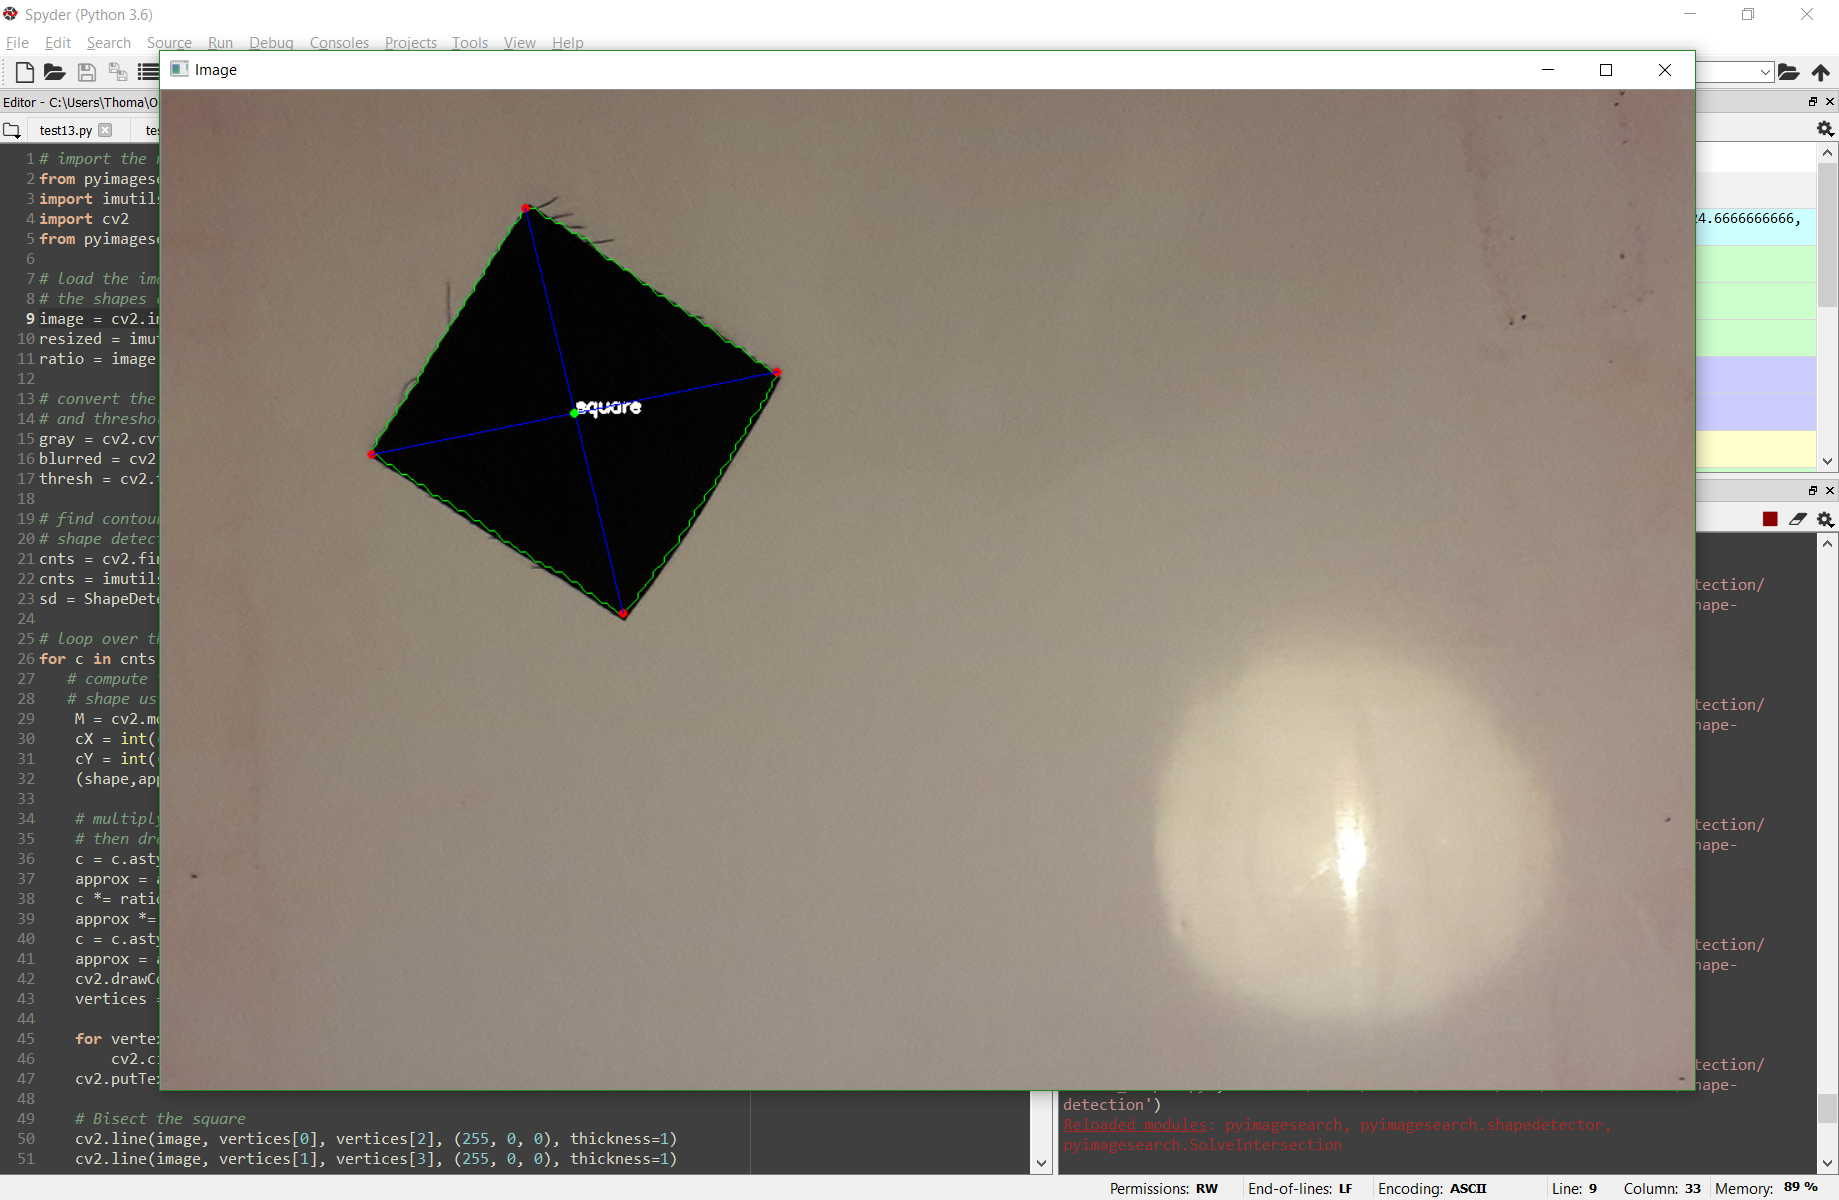 Spyder (Python 3.6)
File Edit Search Source Run Debug Consoles Projects Tools View Help
Image
Editor - C:\Users\Thoma\O
test13.py
1 # import the
2 from pyimages
3 import imutils
4 import cv2
5 from pyimages
6
7 # load the
8 # the shapes
9 image = cv2.i
10 resized = imu
11 ratio = image
12
13 # convert the
14 # and thresho
15 gray = cv2.cv
16 blurred = cv2
17 thresh = cv2.
18
19 # find contou
20 # shape detec
21 cnts = cv2.fi
22 cnts = imutils
23 sd = ShapeDet
24
25 # loop over t
26 for c in cnts
27 # compute
28 # shape us
29 M = cv2.m
30 cX = int(
31 cY = int(
32 (shape,ap
33
34 # multipl
35 # then dr
36 c = c.ast
37 approx =
38 c *= rati
39 approx *=
40 c = c.ast
41 approx =
42 cv2.drawC
43 vertices =
44
45 for verte
46 cv2.c
47 cv2.putTe
48
49 # Bisect the square
50 cv2.line(image, vertices[0], vertices[2], (255, 0, 0), thickness=1)
51 cv2.line(image, vertices[1], vertices[3], (255, 0, 0), thickness=1)
square
24.6666666666,
tection/
hape-
tection/
hape-
tection/
hape-
tection/
hape-
tection/
hape-
detection')
Reloaded modules: pyimagesearch, pyimagesearch.shapedetector,
pyimagesearch.SolveIntersection
Permissions: RW End-of-lines: LF Encoding: ASCII Line: 9 Column: 33 Memory: 89 %